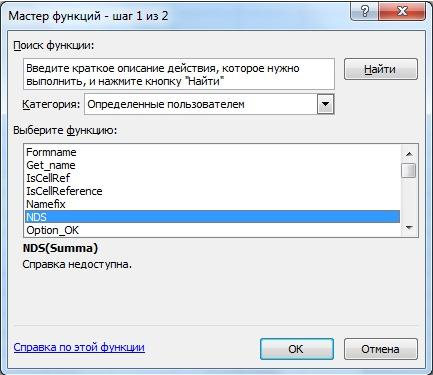 Мастер функций - шаг 1 из 2
Поиск функции:
Введите краткое описание действия, которое нужно
выполнить, и нажмите кнопку "Найти"
Найти
Категория: Определенные пользователем
Выберите функцию:
Formname
Get_name
IsCellRef
IsCellReference
Namefix
NDS
Option_OK
NDS(Summa)
Справка недоступна.
Справка по этой функции
ОК
Отмена